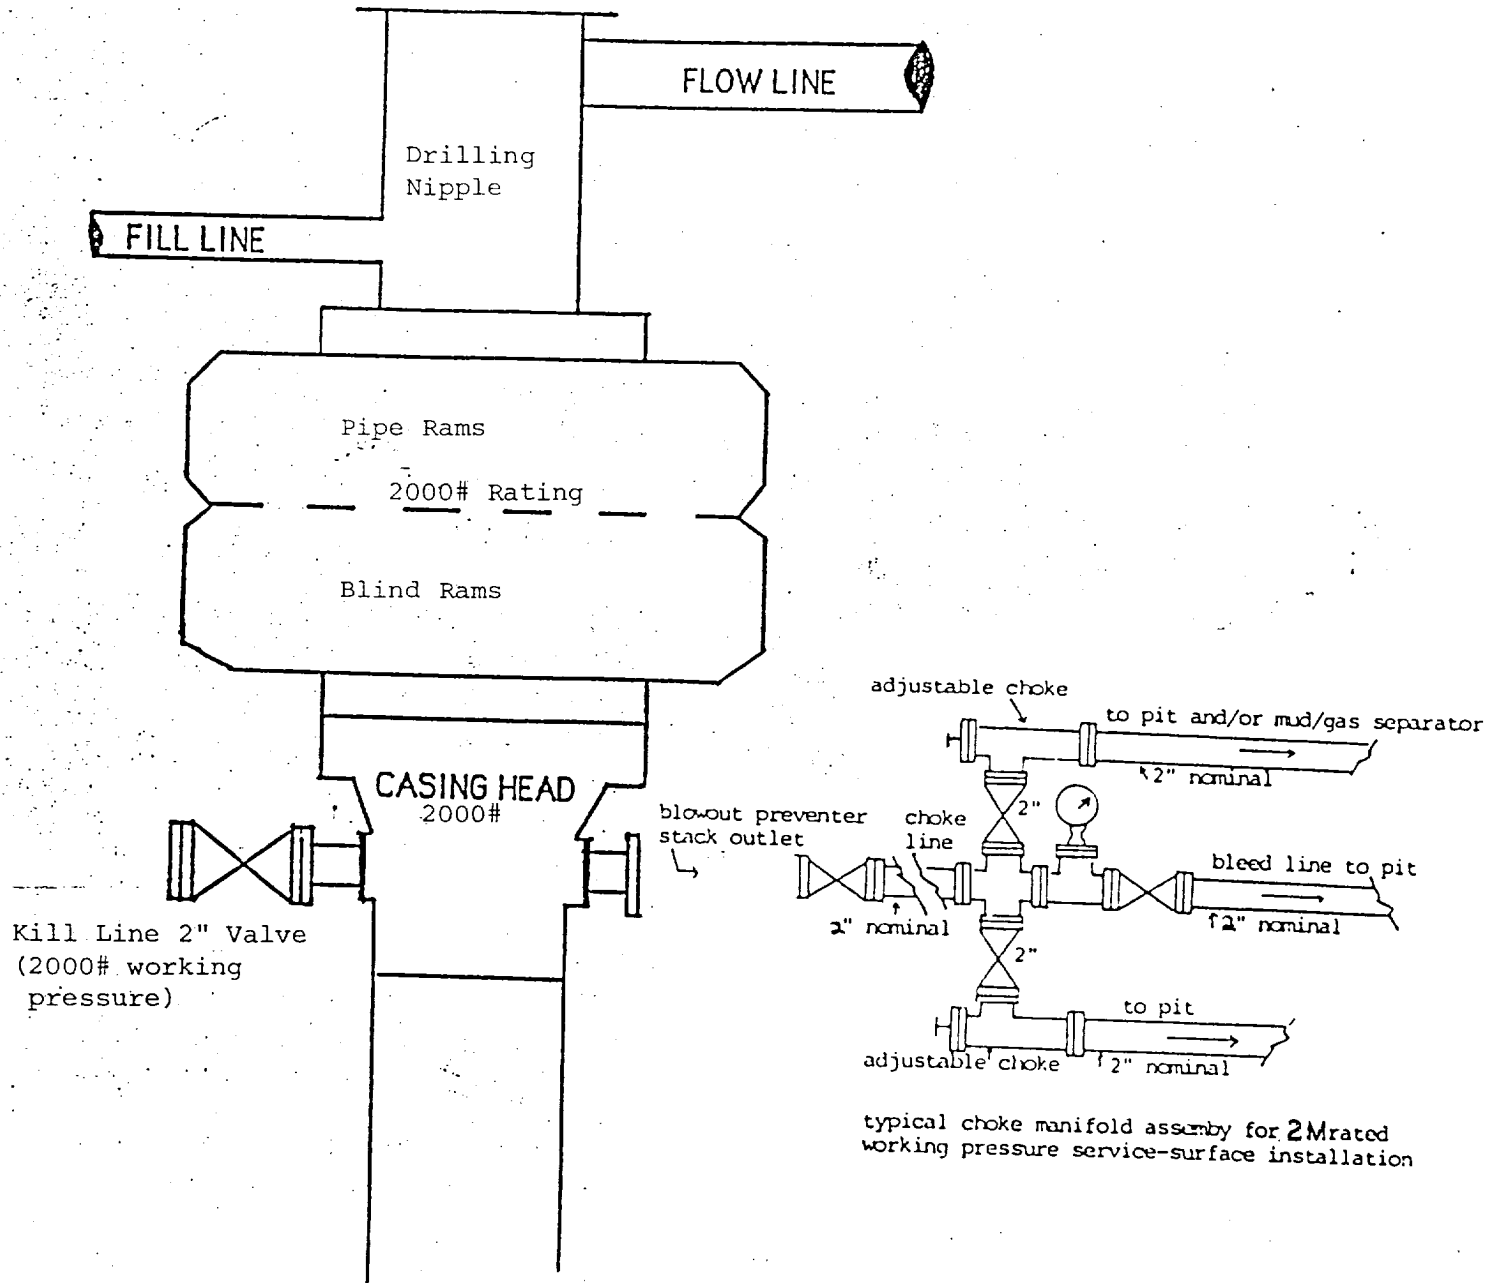 FLOW LINE
Drilling
Nipple
FILL LINE
Pipe Rams
2000# Rating
Blind Rams
CASING HEAD
2000#
Kill Line 2" Valve
(2000# working
pressure)
blowout preventer
stack outlet
choke
line
2" nominal
adjustable choke
to pit and/or mud/gas separator
2" nominal
2"
bleed line to pit
2" nominal
2"
to pit
adjustable choke
2" nominal
typical choke manifold assemby for 2M rated
working pressure service-surface installation